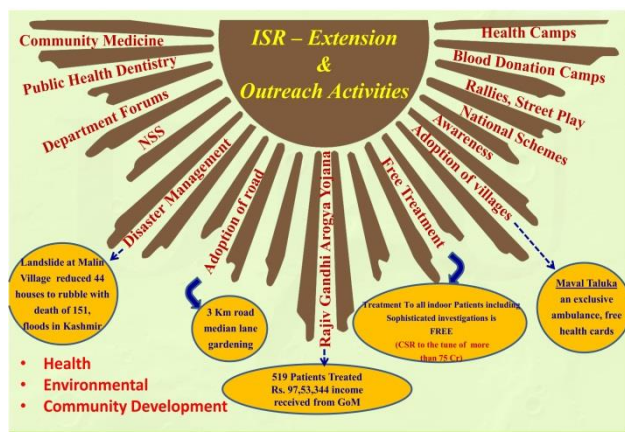 ISR – Extension
&
Outreach Activities
Community Medicine
Public Health Dentistry
Department Forums
NSS
Disaster Management
Adoption of road
Rajiv Gandhi Arogya Yojana
Free Treatment
Adoption of villages
Awareness
National Schemes
Rallies, Street Play
Blood Donation Camps
Health Camps
Landslide at Malin
Village reduced 44
houses to rubble with
death of 151,
floods in Kashmir.
3 Km road
median lane
gardening
519 Patients Treated
Rs. 97,53,344 income
received from GoM
Treatment To all indoor Patients including
Sophisticated investigations is
FREE
(CSR to the tune of more
than 75 Cr)
Maval Taluka
an exclusive
ambulance, free
health cards
• Health
• Environmental
• Community Development